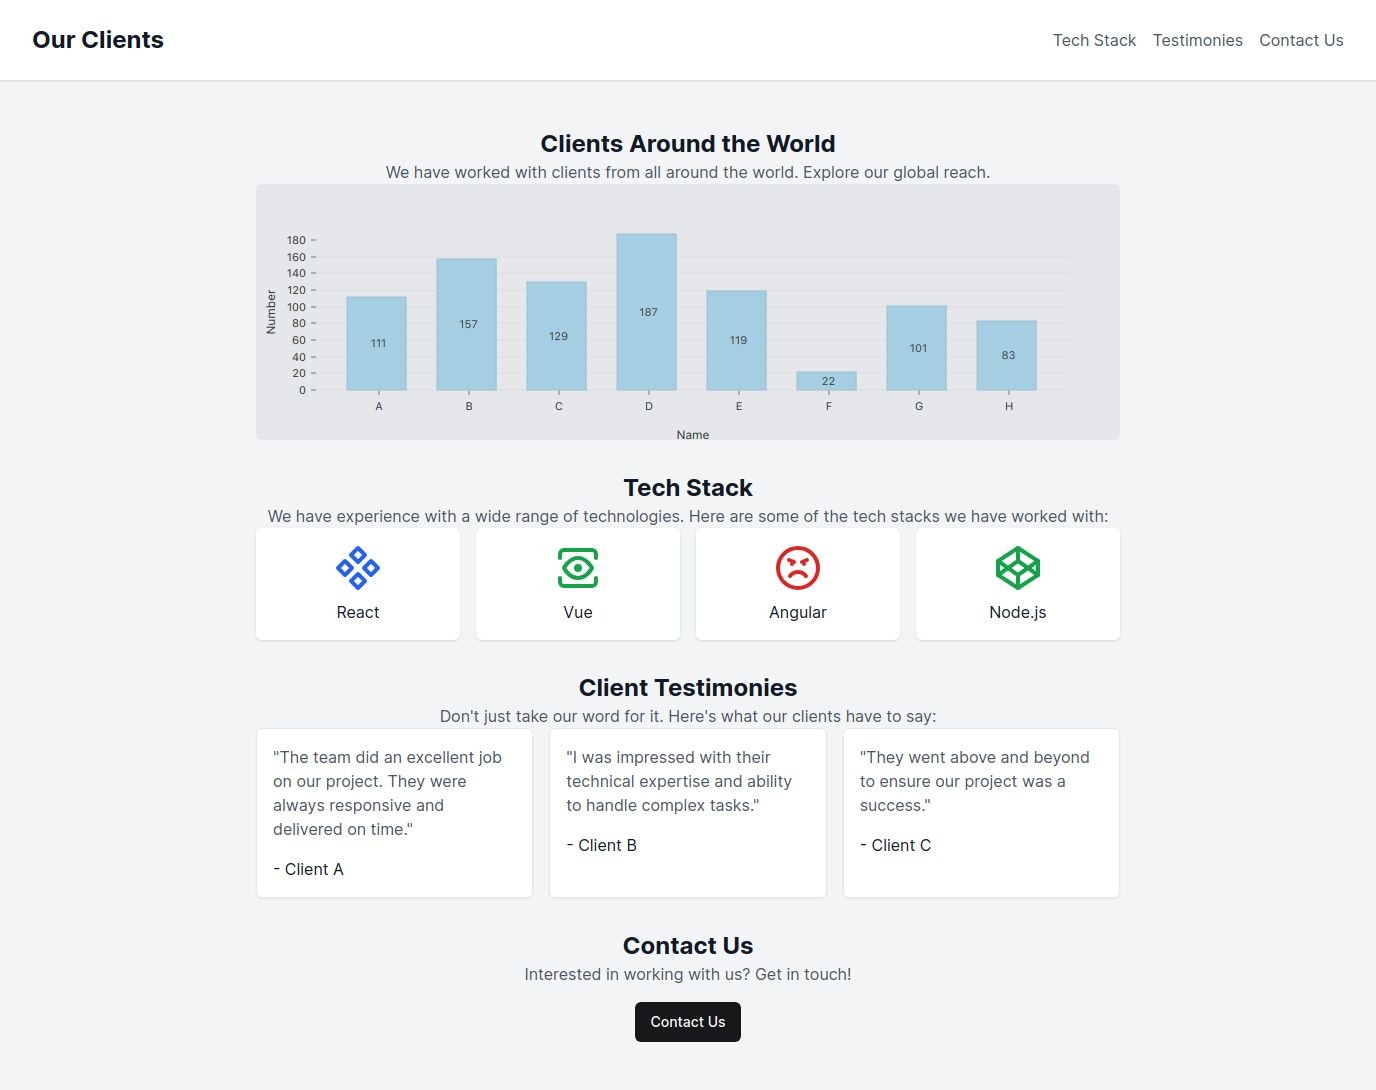 Our Clients
Tech Stack Testimonies Contact Us
Clients Around the World
We have worked with clients from all around the world. Explore our global reach.
180
160
140
120
100
80
60
40
20
0
Number
111
157
129
187
119
22
101
83
A B C D E F G H
Name
Tech Stack
We have experience with a wide range of technologies. Here are some of the tech stacks we have worked with:
React
Vue
Angular
Node.js
Client Testimonies
Don't just take our word for it. Here's what our clients have to say:
"The team did an excellent job
on our project. They were
always responsive and
delivered on time."
- Client A
"I was impressed with their
technical expertise and ability
to handle complex tasks."
- Client B
"They went above and beyond
to ensure our project was a
success."
- Client C
Contact Us
Interested in working with us? Get in touch!
Contact Us